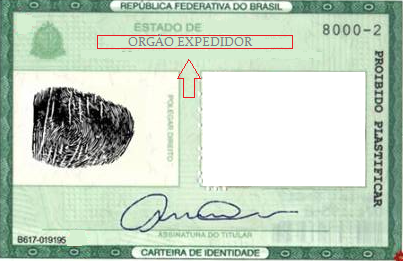 REPÚBLICA FEDERATIVA DO BRASIL
ESTADO DE
8000-2
ORGÃO EXPEDIDOR
PROIBIDO PLASTIFICAR
POLEGAR DIREITO
ASSINATURA DO TITULAR
B617-019195
CARTEIRA DE IDENTIDADE